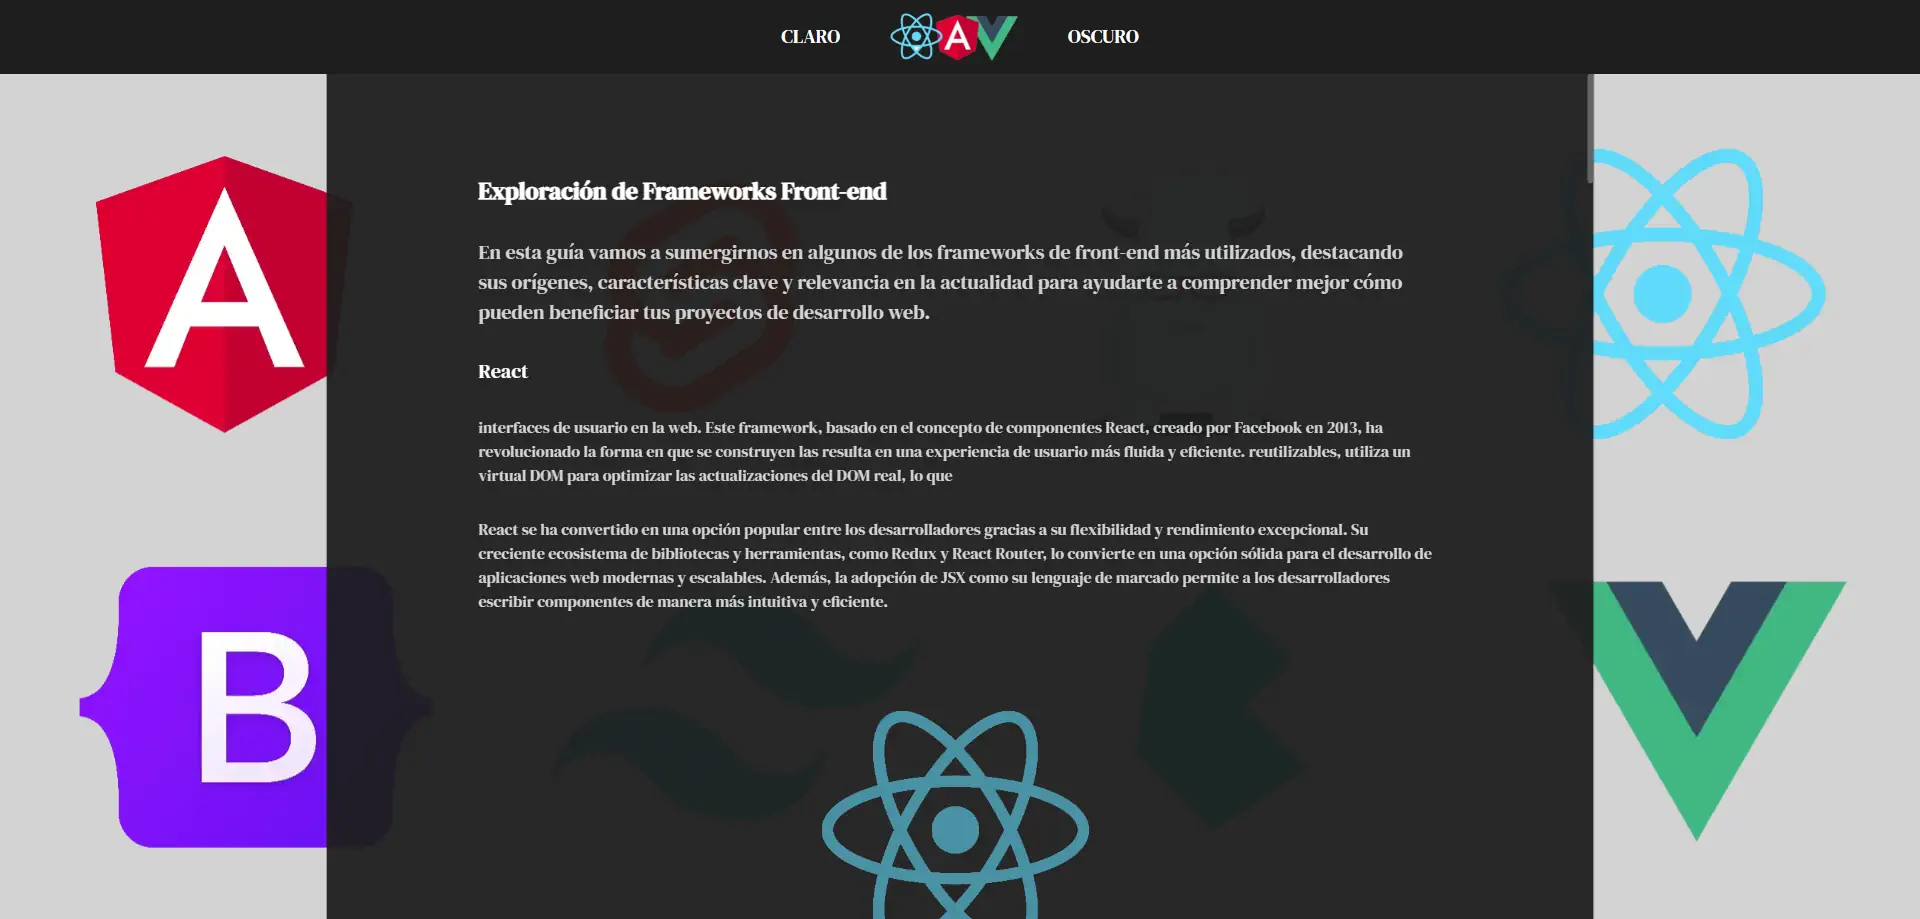 CLARO
OSCURO
Exploración de Frameworks Front-end
En esta guía vamos a sumergirnos en algunos de los frameworks de front-end más utilizados, destacando
sus orígenes, características clave y relevancia en la actualidad para ayudarte a comprender mejor cómo
pueden beneficiar tus proyectos de desarrollo web.
React
interfaces de usuario en la web. Este framework, basado en el concepto de componentes React, creado por Facebook en 2013, ha
revolucionado la forma en que se construyen las resulta en una experiencia de usuario más fluida y eficiente. reutilizables, utiliza un
virtual DOM para optimizar las actualizaciones del DOM real, lo que
React se ha convertido en una opción popular entre los desarrolladores gracias a su flexibilidad y rendimiento excepcional. Su
creciente ecosistema de bibliotecas y herramientas, como Redux y React Router, lo convierte en una opción sólida para el desarrollo de
aplicaciones web modernas y escalables. Además, la adopción de JSX como su lenguaje de marcado permite a los desarrolladores
escribir componentes de manera más intuitiva y eficiente.